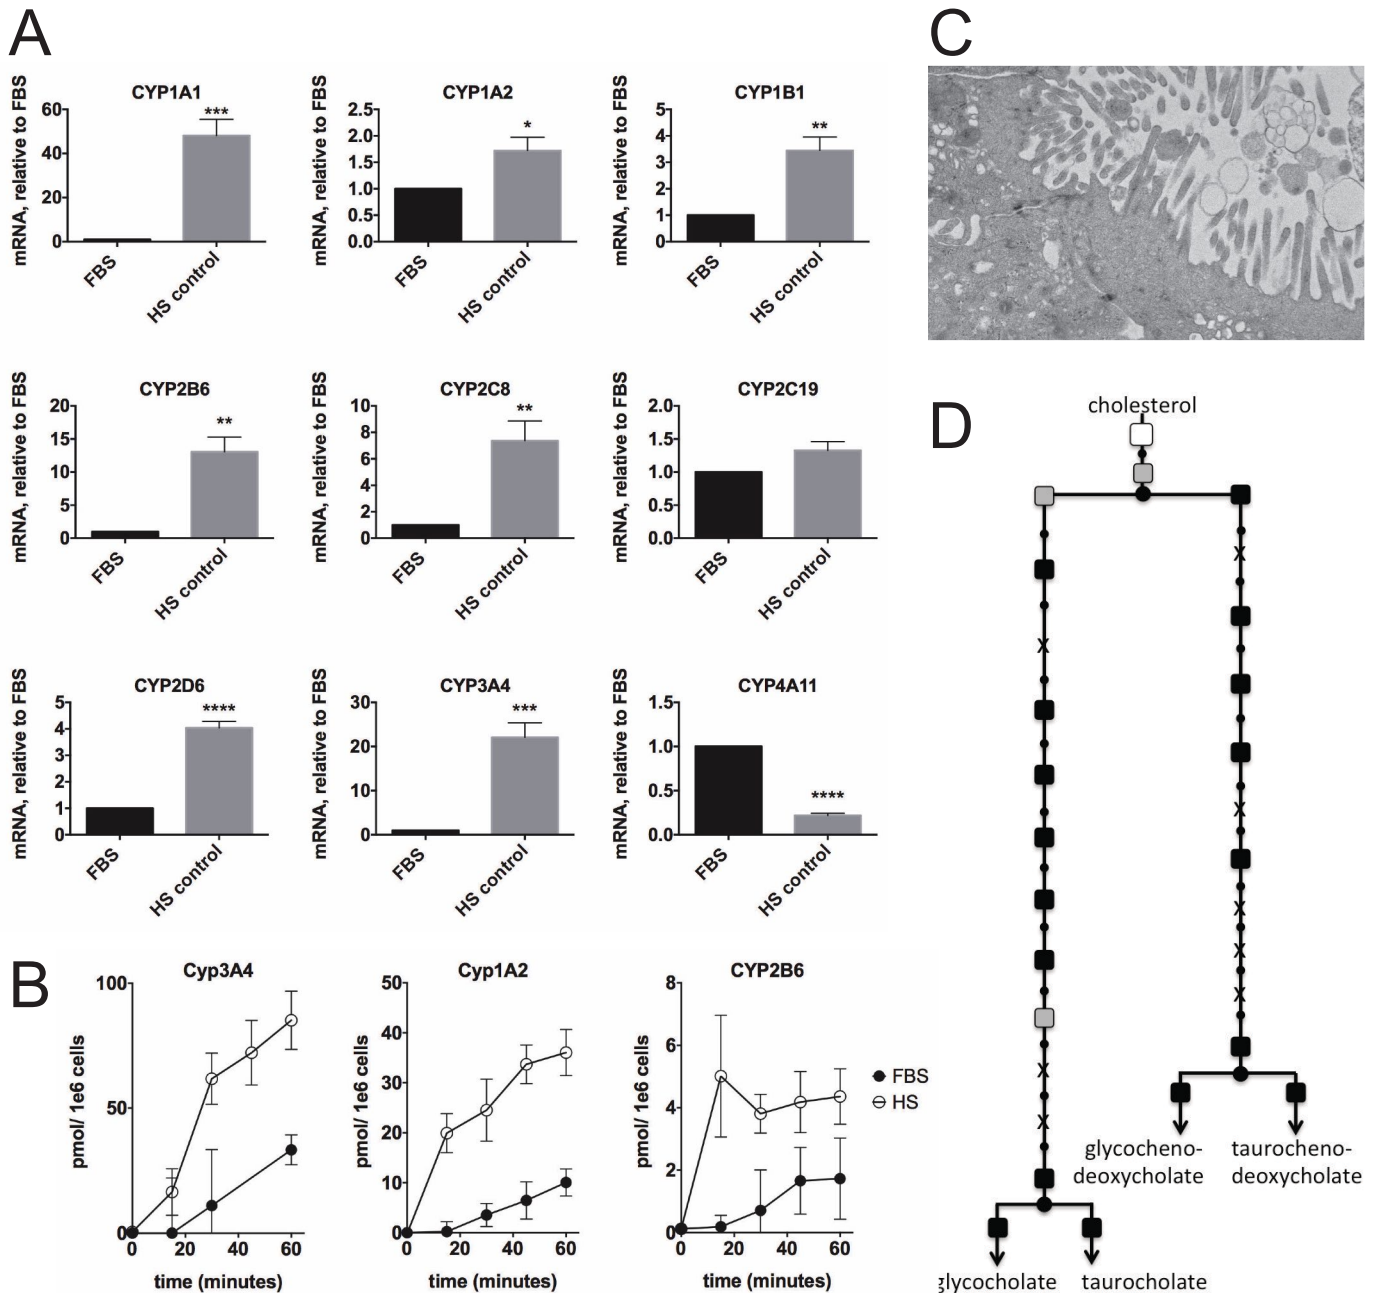 A
CYP1A1
mRNA, relative to FBS
60
40
20
0
***
FBS
HS control
CYP1A2
mRNA, relative to FBS
2.5
2.0
1.5
1.0
0.5
0.0
*
FBS
HS control
CYP1B1
mRNA, relative to FBS
5
4
3
2
1
0
**
FBS
HS control
CYP2B6
mRNA, relative to FBS
20
15
10
5
0
**
FBS
HS control
CYP2C8
mRNA, relative to FBS
10
8
6
4
2
0
**
FBS
HS control
CYP2C19
mRNA, relative to FBS
2.0
1.5
1.0
0.5
0.0
FBS
HS control
CYP2D6
mRNA, relative to FBS
5
4
3
2
1
0
****
FBS
HS control
CYP3A4
mRNA, relative to FBS
30
20
10
0
***
FBS
HS control
CYP4A11
mRNA, relative to FBS
1.5
1.0
0.5
0.0
****
FBS
HS control
B
Cyp3A4
pmol/ 1e6 cells
100
50
0
0 20 40 60
time (minutes)
Cyp1A2
pmol/ 1e6 cells
50
40
30
20
10
0
0 20 40 60
time (minutes)
CYP2B6
pmol/ 1e6 cells
8
6
4
2
0
0 20 40 60
time (minutes)
FBS
HS
C
D
cholesterol
X
X
X
X
X
X
X
X
glycocheno-
deoxycholate
taurocheno-
deoxycholate
glycocholate
taurocholate